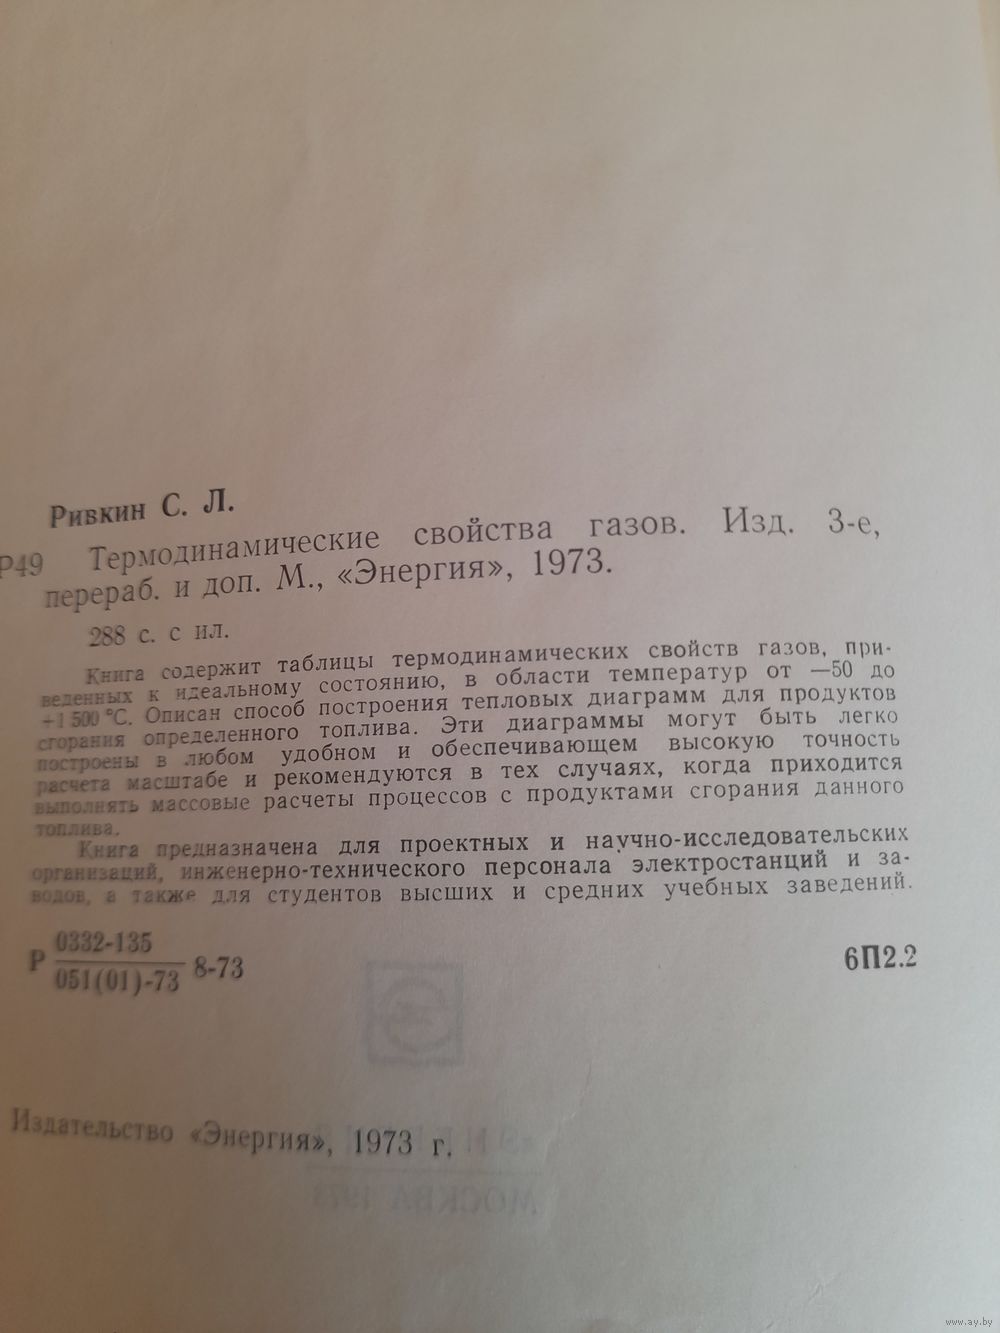 Ривкин С. Л.
Р49 Термодинамические свойства газов. Изд. 3-е,
перераб. и доп. М., «Энергия», 1973.
288 с. с ил.
Книга содержит таблицы термодинамических свойств газов, при-
веденных к идеальному состоянию, в области температур от —50 до
+1 500 °С. Описан способ построения тепловых диаграмм для продуктов
сгорания определенного топлива. Эти диаграммы могут быть легко
построены в любом удобном и обеспечивающем высокую точность
расчета масштабе и рекомендуются в тех случаях, когда приходится
выполнять массовые расчеты процессов с продуктами сгорания данного
топлива.
Книга предназначена для проектных и научно-исследовательских
организаций, инженерно-технического персонала электростанций и за-
водов, а также для студентов высших и средних учебных заведений.
Р 0332-135
051(01)-73 8-73 6П2.2
Издательство «Энергия», 1973 г.
МОСКВА 1973
www.ay.by